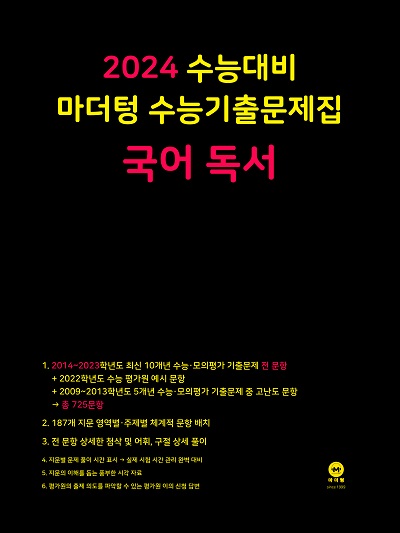 2024 수능대비
마더텅 수능기출문제집
국어 독서
1. 2014~2023학년도 최신 10개년 수능·모의평가 기출문제 전 문항
+ 2022학년도 수능 평가원 예시 문항
+ 2009~2013학년도 5개년 수능·모의평가 기출문제 중 고난도 문항
→ 총 725문항
2. 187개 지문 영역별·주제별 체계적 문항 배치
3. 전 문항 상세한 첨삭 및 어휘, 구절 상세 풀이
4. 지문별 문제 풀이 시간 표시 → 실제 시험 시간 관리 완벽 대비
5. 지문의 이해를 돕는 풍부한 시각 자료
6. 평가원의 출제 의도를 파악할 수 있는 평가원 이의 신청 답변
마더텅
since 1999